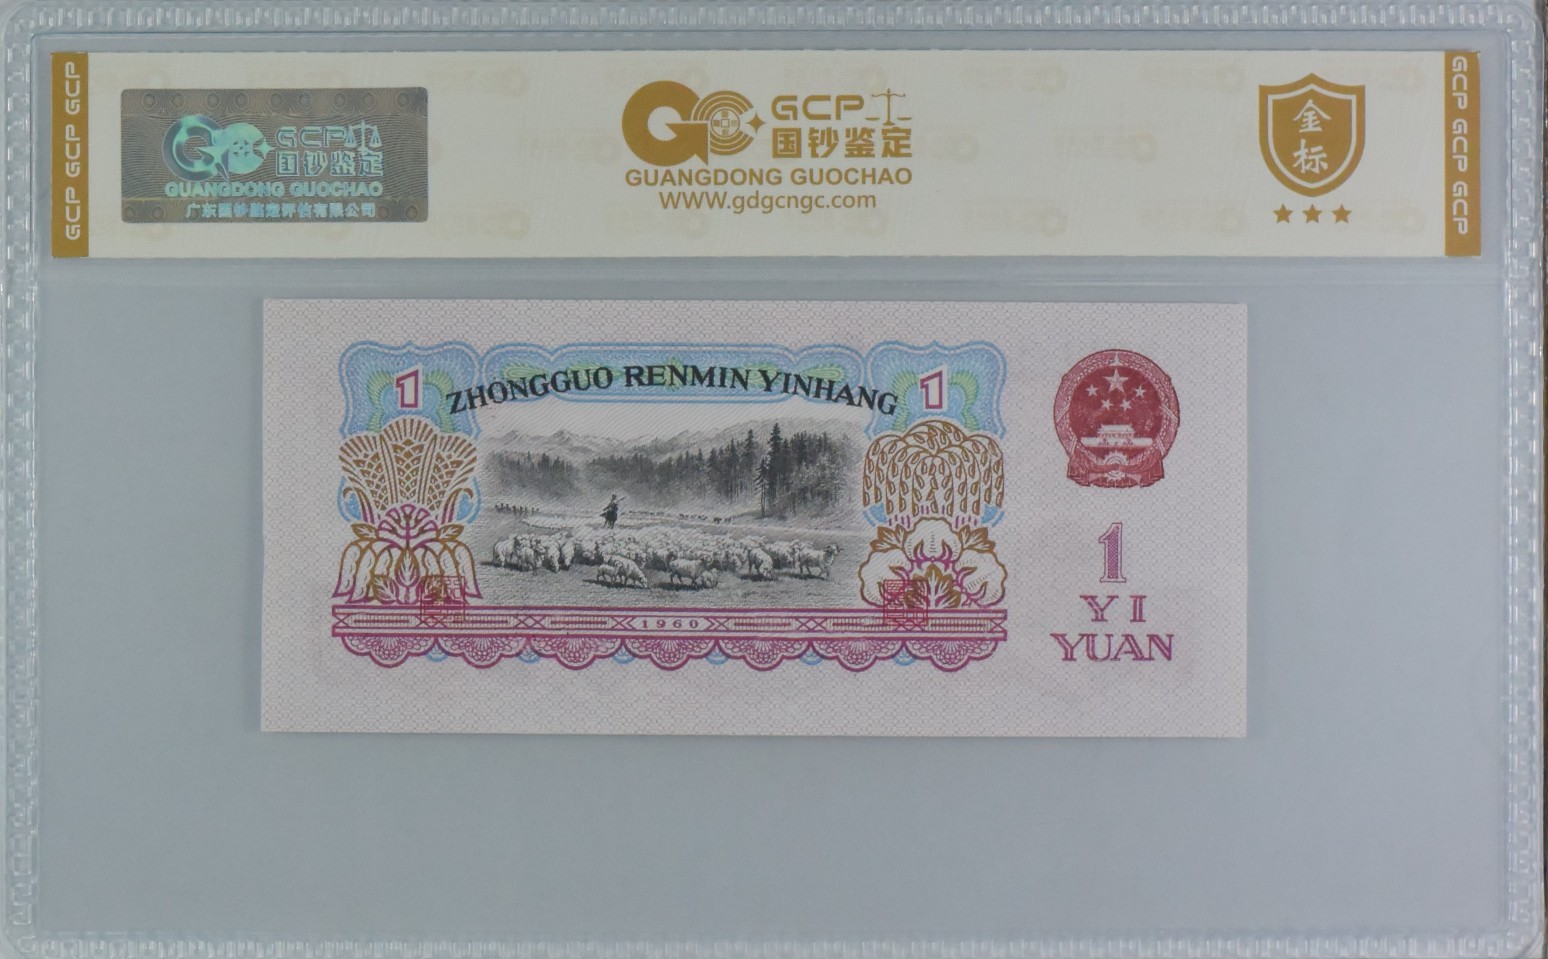 GCP GCP GCP
GCP
国钞鉴定
GUANGDONG GUOCHAO
广东国钞鉴定评估有限公司
GCP
国钞鉴定
GUANGDONG GUOCHAO
WWW.gdgcngc.com
金
标
GCP GCP GCP
1
ZHONGGUO RENMIN YINHANG
1
1960
1
YI
YUAN